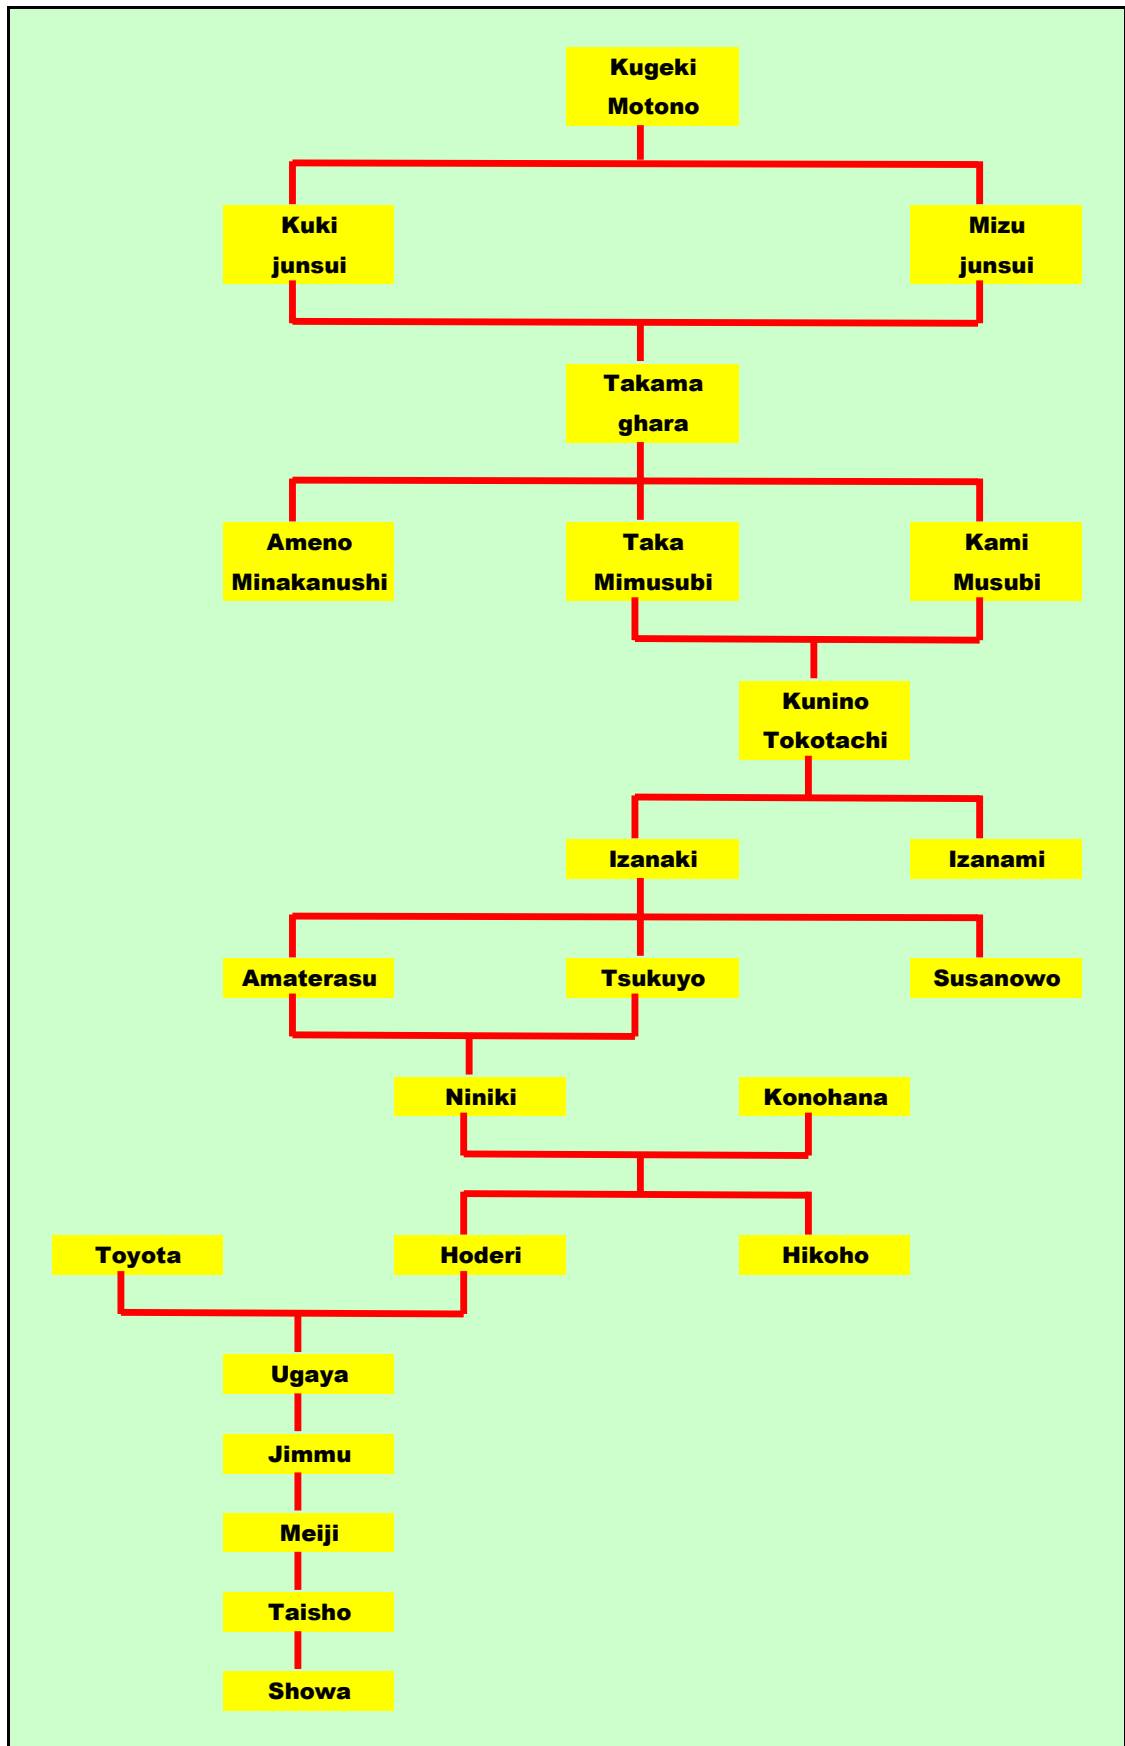 Kugeki
Motono
Kuki
junsui
Mizu
junsui
Takama
ghara
Ameno
Minakanushi
Taka
Mimusubi
Kami
Musubi
Kunino
Tokotachi
Izanaki
Izanami
Amaterasu
Tsukuyo
Susanowo
Niniki
Konohana
Toyota
Hoderi
Hikoho
Ugaya
Jimmu
Meiji
Taisho
Showa